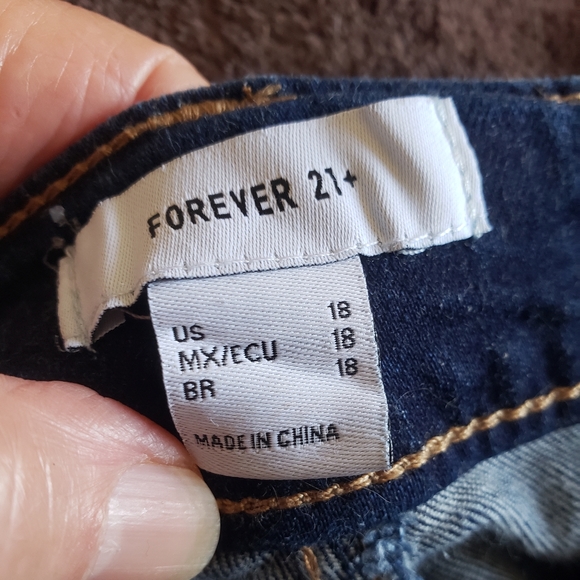 FOREVER 21+
US 18
MX/ECU 18
BR 18
MADE IN CHINA